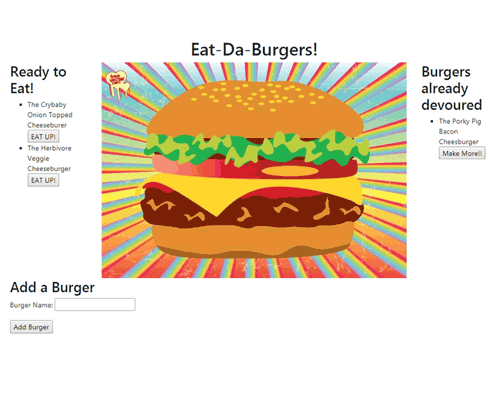 Eat-Da-Burgers!
Ready to
Eat!
The Crybaby
Onion Topped
Cheeseburer
EAT UP!
The Herbivore
Veggie
Cheeseburger
EAT UP!
Burgers
already
devoured
The Porky Pig
Bacon
Cheesburger
Make More!!
Add a Burger
Burger Name:
Add Burger